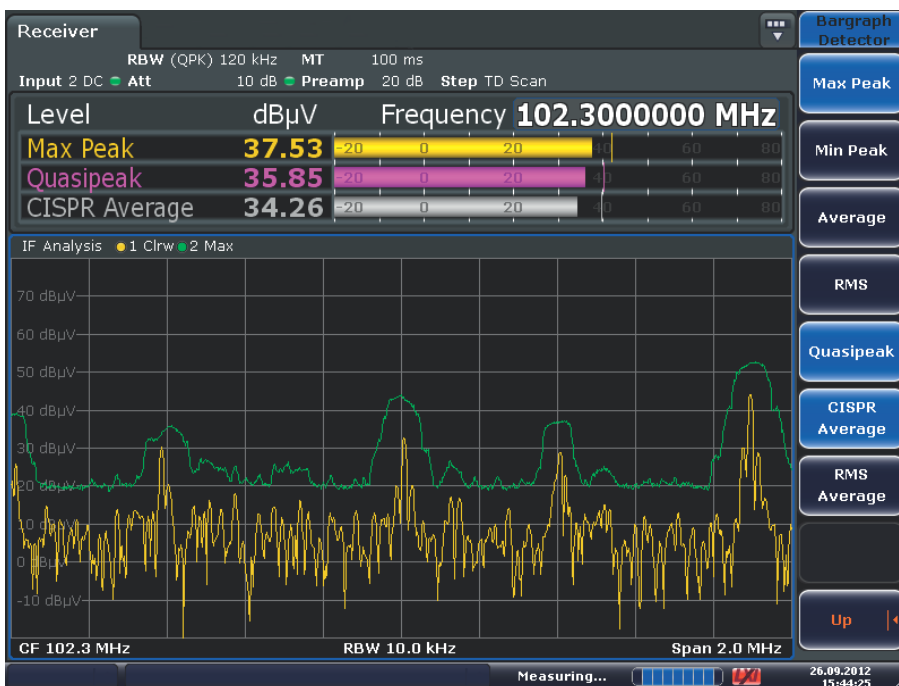 Receiver
RBW (QPK) 120 kHz MT 100 ms
Input 2 DC Att 10 dB Preamp 20 dB Step TD Scan
Level dBµV Frequency 102.3000000 MHz
Max Peak 37.53 -20 0 20 40 60 80
Quasipeak 35.85 -20 0 20 40 60 80
CISPR Average 34.26 -20 0 20 40 60 80
IF Analysis 1 Clrw 2 Max
70 dBµV
60 dBµV
50 dBµV
40 dBµV
30 dBµV
20 dBµV
10 dBµV
0 dBµV
-10 dBµV
CF 102.3 MHz RBW 10.0 kHz Span 2.0 MHz
Measuring...
LXI
26.09.2012
15:44:25
Bargraph
Detector
Max Peak
Min Peak
Average
RMS
Quasipeak
CISPR
Average
RMS
Average
Up